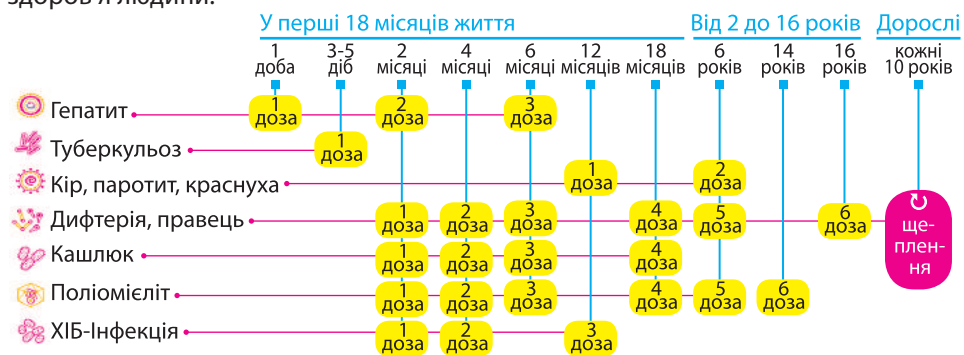 здоров'я людини.
У перші 18 місяців життя Від 2 до 16 років Дорослі
1 доба 3-5 діб 2 місяці 4 місяці 6 місяці 12 місяців 18 місяців 6 років 14 років 16 років кожні 10 років
Гепатит 1 доза 2 доза 3 доза
Туберкульоз 1 доза
Кір, паротит, краснуха 1 доза 2 доза
Дифтерія, правець 1 доза 2 доза 3 доза 4 доза 5 доза 6 доза ще-
плен-
ня
Кашлюк 1 доза 2 доза 3 доза 4 доза
Поліомієліт 1 доза 2 доза 3 доза 4 доза 5 доза 6 доза
ХІБ-Інфекція 1 доза 2 доза 3 доза